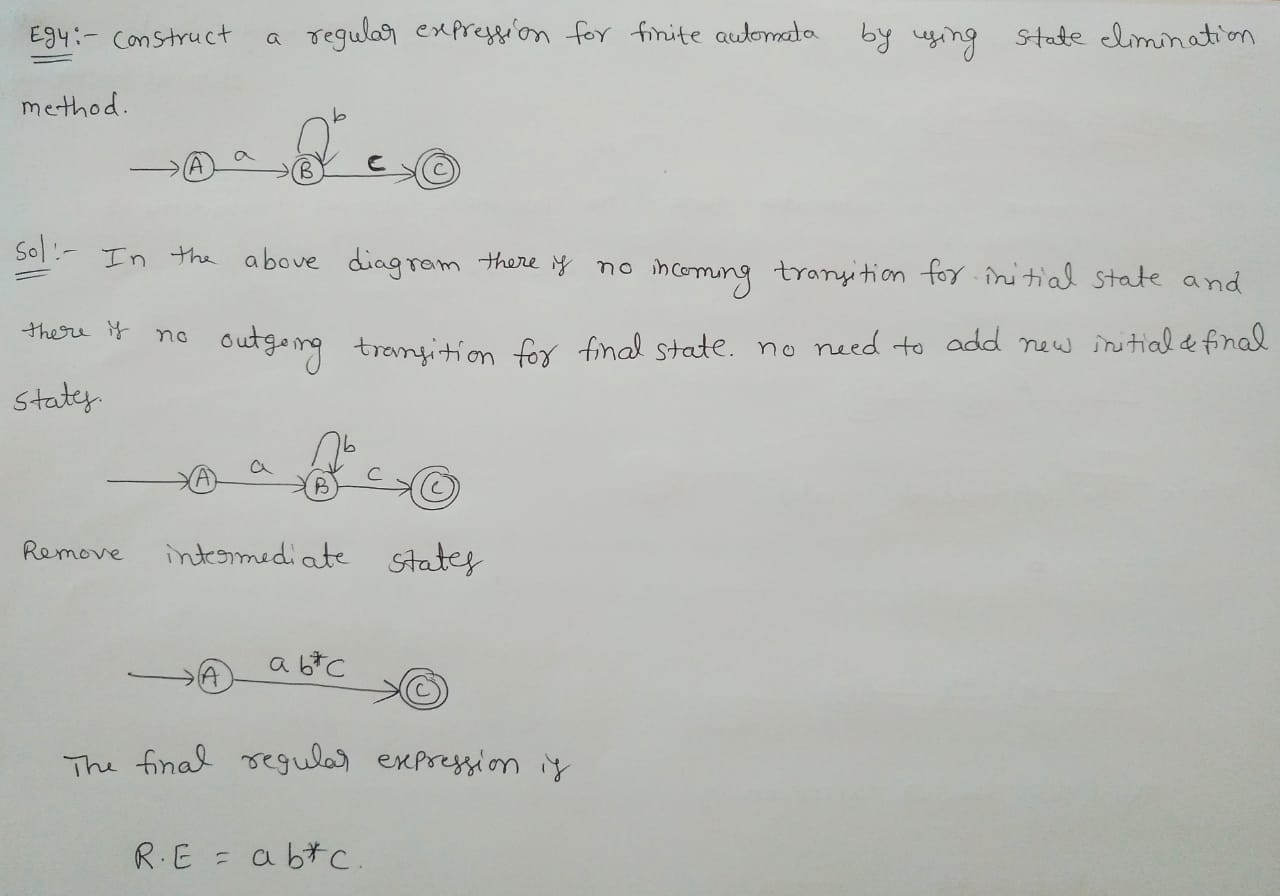 Eg4:- Construct a regular expression for finite automata by using state elimination
method.
b
A a B c C
Sol:- In the above diagram there is no incoming transition for initial state and
there is no outgoing transition for final state. no need to add new initial & final
states.
b
A a B c C
Remove intermediate states
A ab*c C
The final regular expression is
R.E = ab*c.